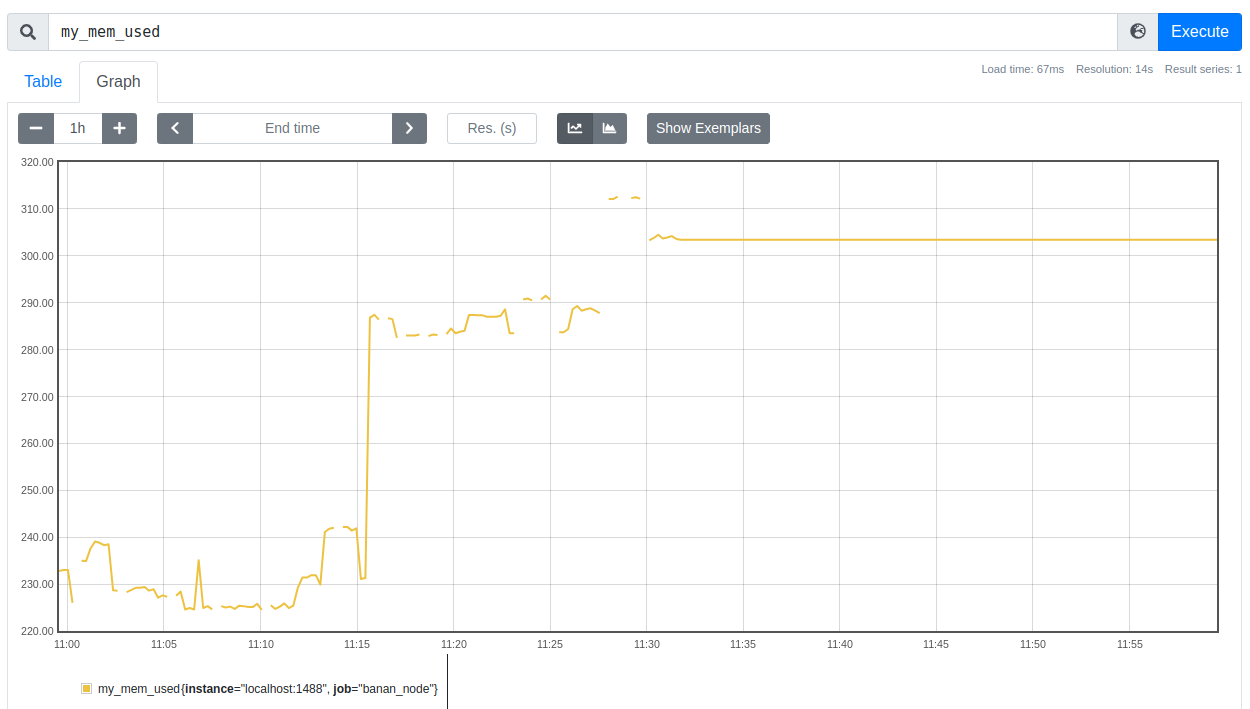 my_mem_used Execute
Load time: 67ms Resolution: 14s Result series: 1
Table Graph
1h End time Res. (s) Show Exemplars
320.00
310.00
300.00
290.00
280.00
270.00
260.00
250.00
240.00
230.00
220.00
11:00 11:05 11:10 11:15 11:20 11:25 11:30 11:35 11:40 11:45 11:50 11:55
my_mem_used{instance="localhost:1488", job="banan_node"}